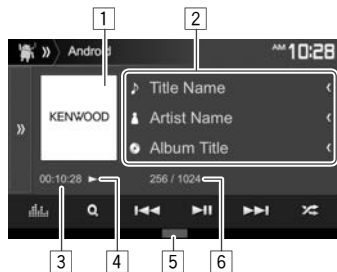 1 2
Android AM 10:28
Title Name
KENWOOD Artist Name
Album Title
00:10:28 256 / 1024
3 4 5 6